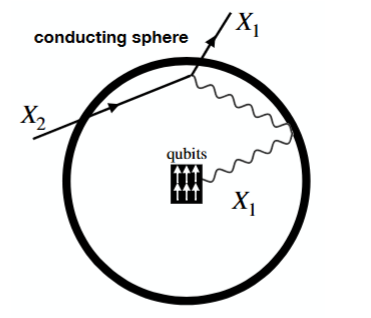 X₁
conducting sphere
X₂
qubits
X₁